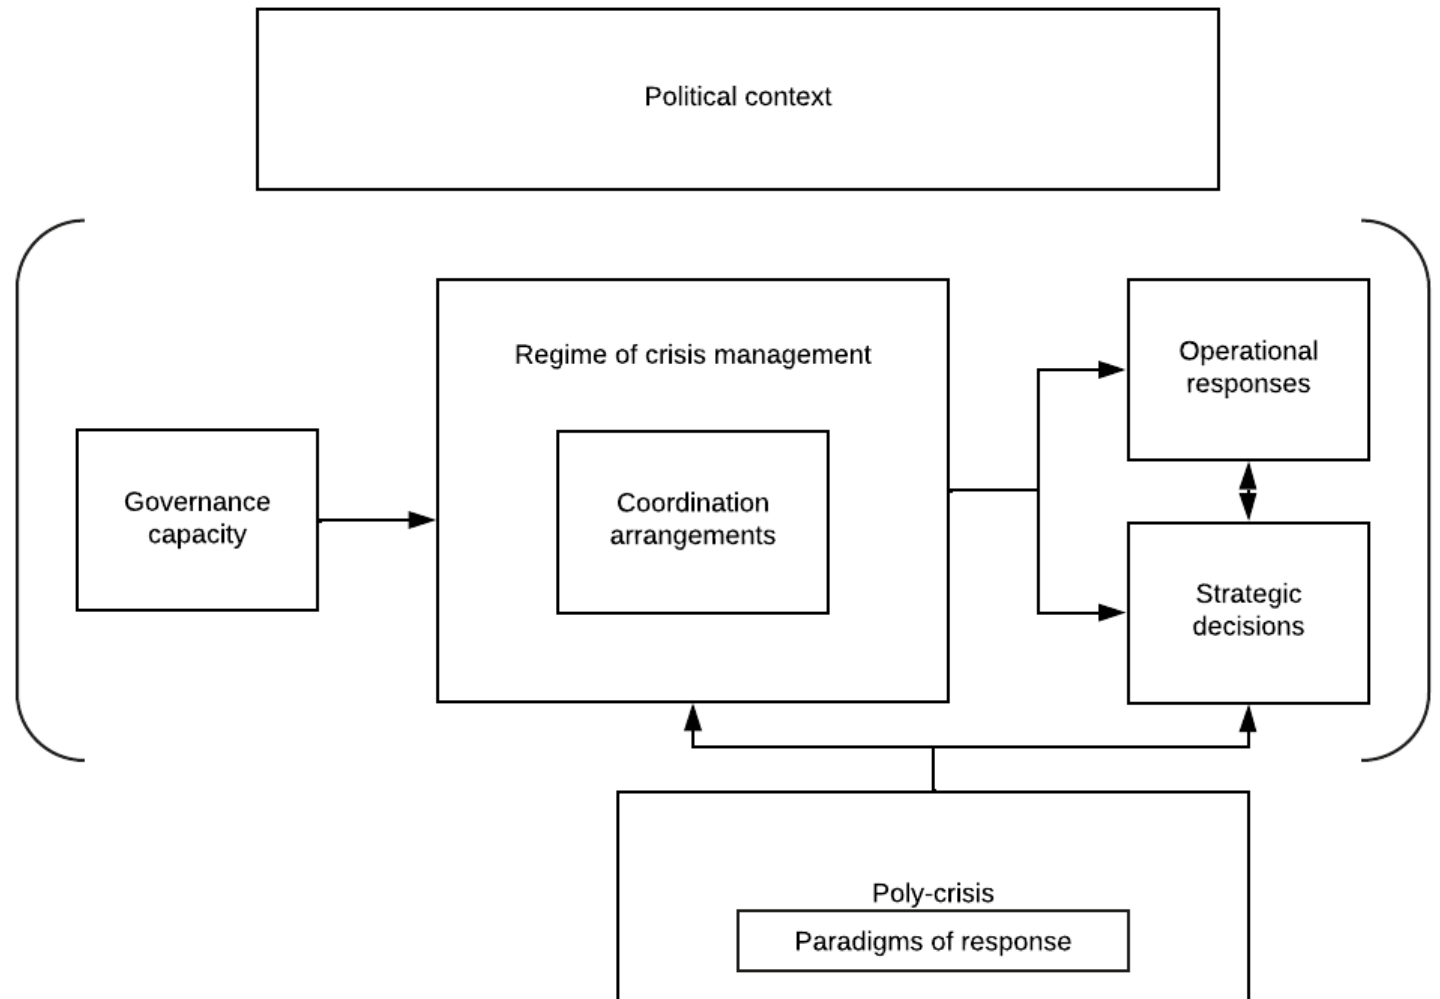 Political context
Regime of crisis management
Operational
responses
Governance
capacity
Coordination
arrangements
Strategic
decisions
Poly-crisis
Paradigms of response